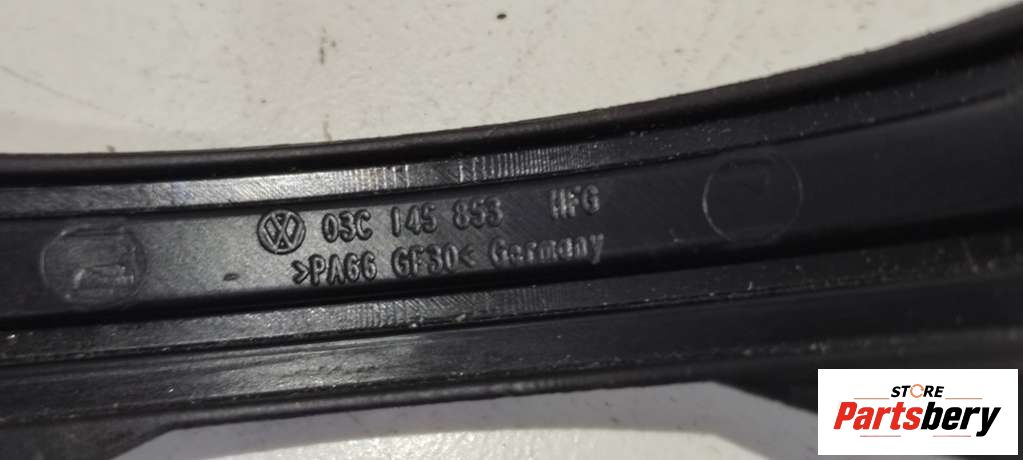 03C 145 853 HFG
>PA66 GF30< Germany
STORE
Partsbery